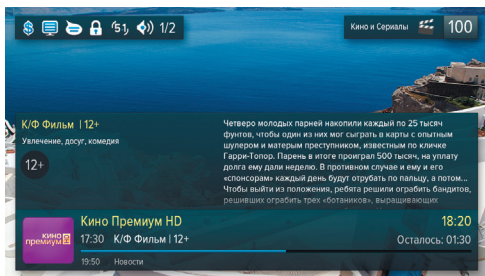 $ 5.1 1/2
Кино и Сериалы 100
К/Ф Фильм | 12+
Увлечение, досуг, комедия
12+
Четверо молодых парней накопили каждый по 25 тысяч
фунтов, чтобы один из них мог сыграть в карты с опытным
шулером и матерым преступником, известным по кличке
Гарри-Топор. Парень в итоге проиграл 500 тысяч, на уплату
долга ему дали неделю. В противном случае и ему и его
«спонсорам» каждый день будут отрубать по пальцу, а потом...
Чтобы выйти из положения, ребята решили ограбить бандитов,
решивших ограбить трех «ботаников», выращивающих
кино
премиум
Кино Премиум HD 18:20
17:30 К/Ф Фильм | 12+ Осталось: 01:30
19:50 Новости